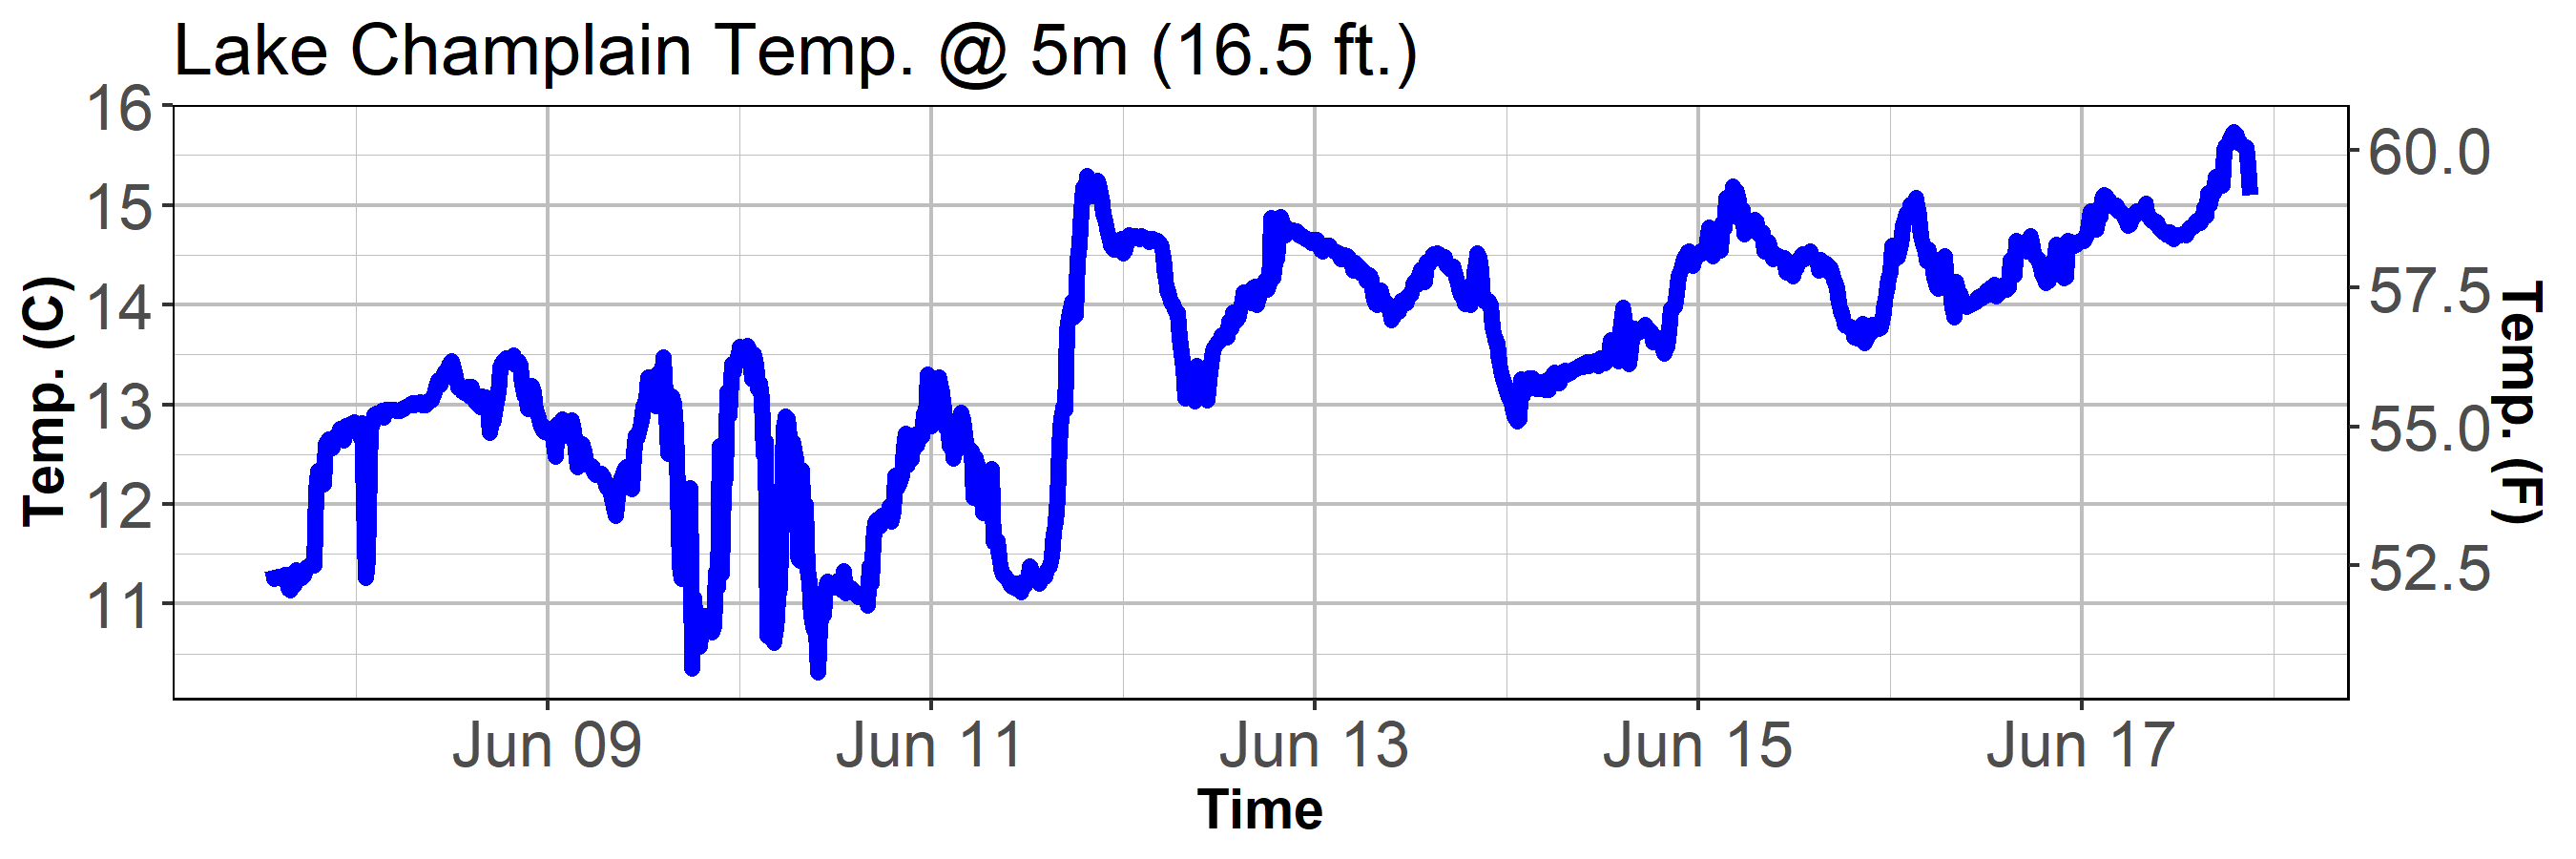 Lake Champlain Temp. @ 5m (16.5 ft.)
16
15
14
13
12
11
Temp. (C)
60.0
57.5
55.0
52.5
Temp. (F)
Jun 09
Jun 11
Jun 13
Jun 15
Jun 17
Time